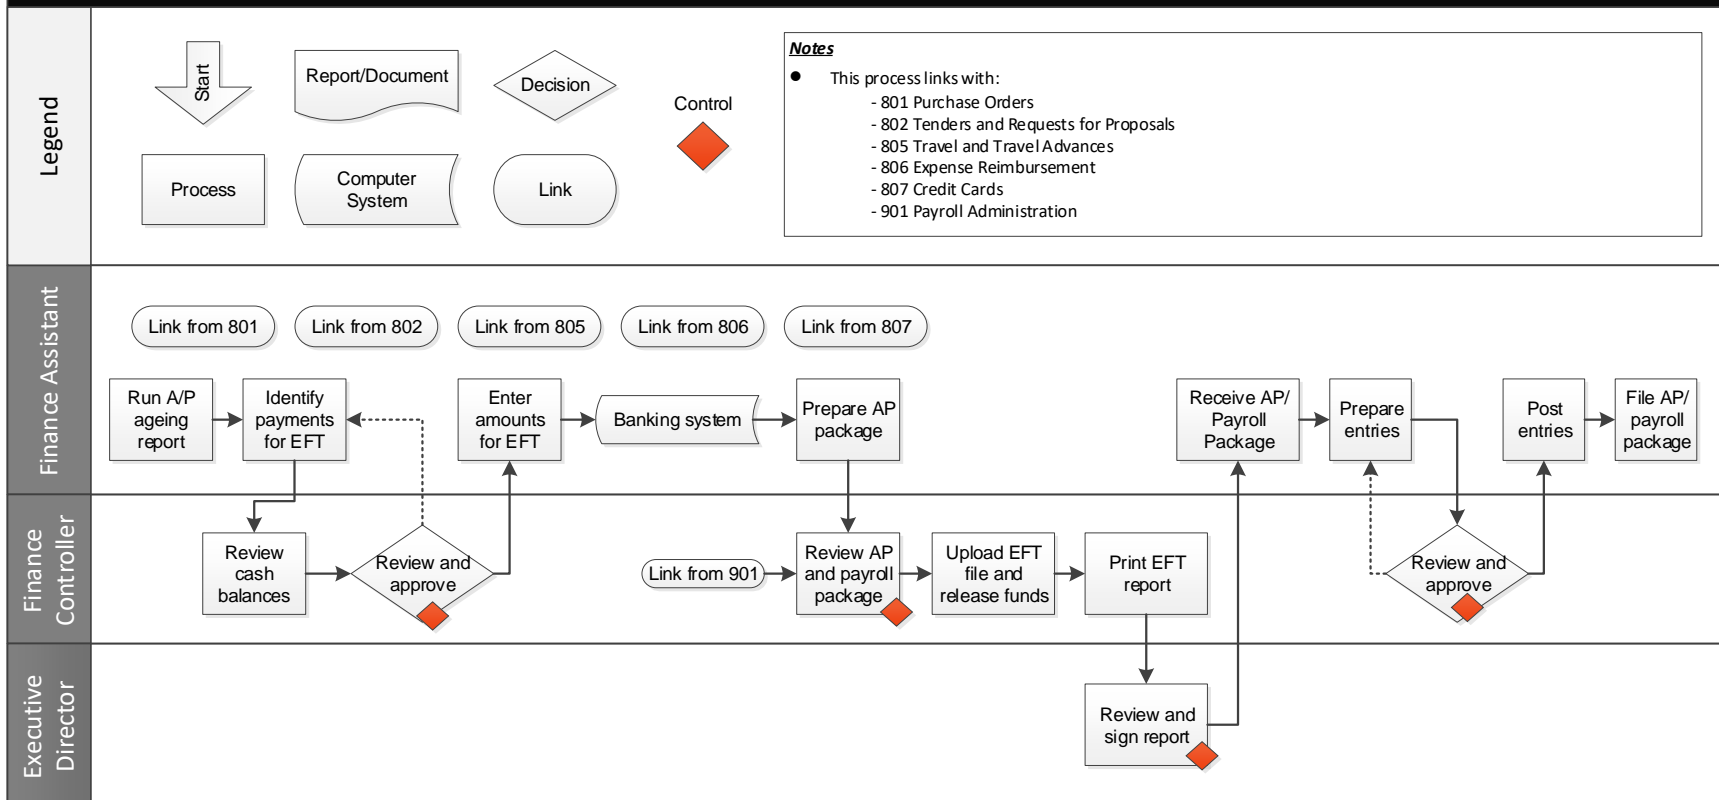 Legend
Start
Report/Document
Decision
Control
Process
Computer
System
Link
Notes
● This process links with:
- 801 Purchase Orders
- 802 Tenders and Requests for Proposals
- 805 Travel and Travel Advances
- 806 Expense Reimbursement
- 807 Credit Cards
- 901 Payroll Administration
Finance Assistant
Link from 801
Link from 802
Link from 805
Link from 806
Link from 807
Run A/P
ageing
report
Identify
payments
for EFT
Enter
amounts
for EFT
Banking system
Prepare AP
package
Receive AP/
Payroll
Package
Prepare
entries
Post
entries
File AP/
payroll
package
Finance
Controller
Review
cash
balances
Review and
approve
Link from 901
Review AP
and payroll
package
Upload EFT
file and
release funds
Print EFT
report
Review and
approve
Executive
Director
Review and
sign report